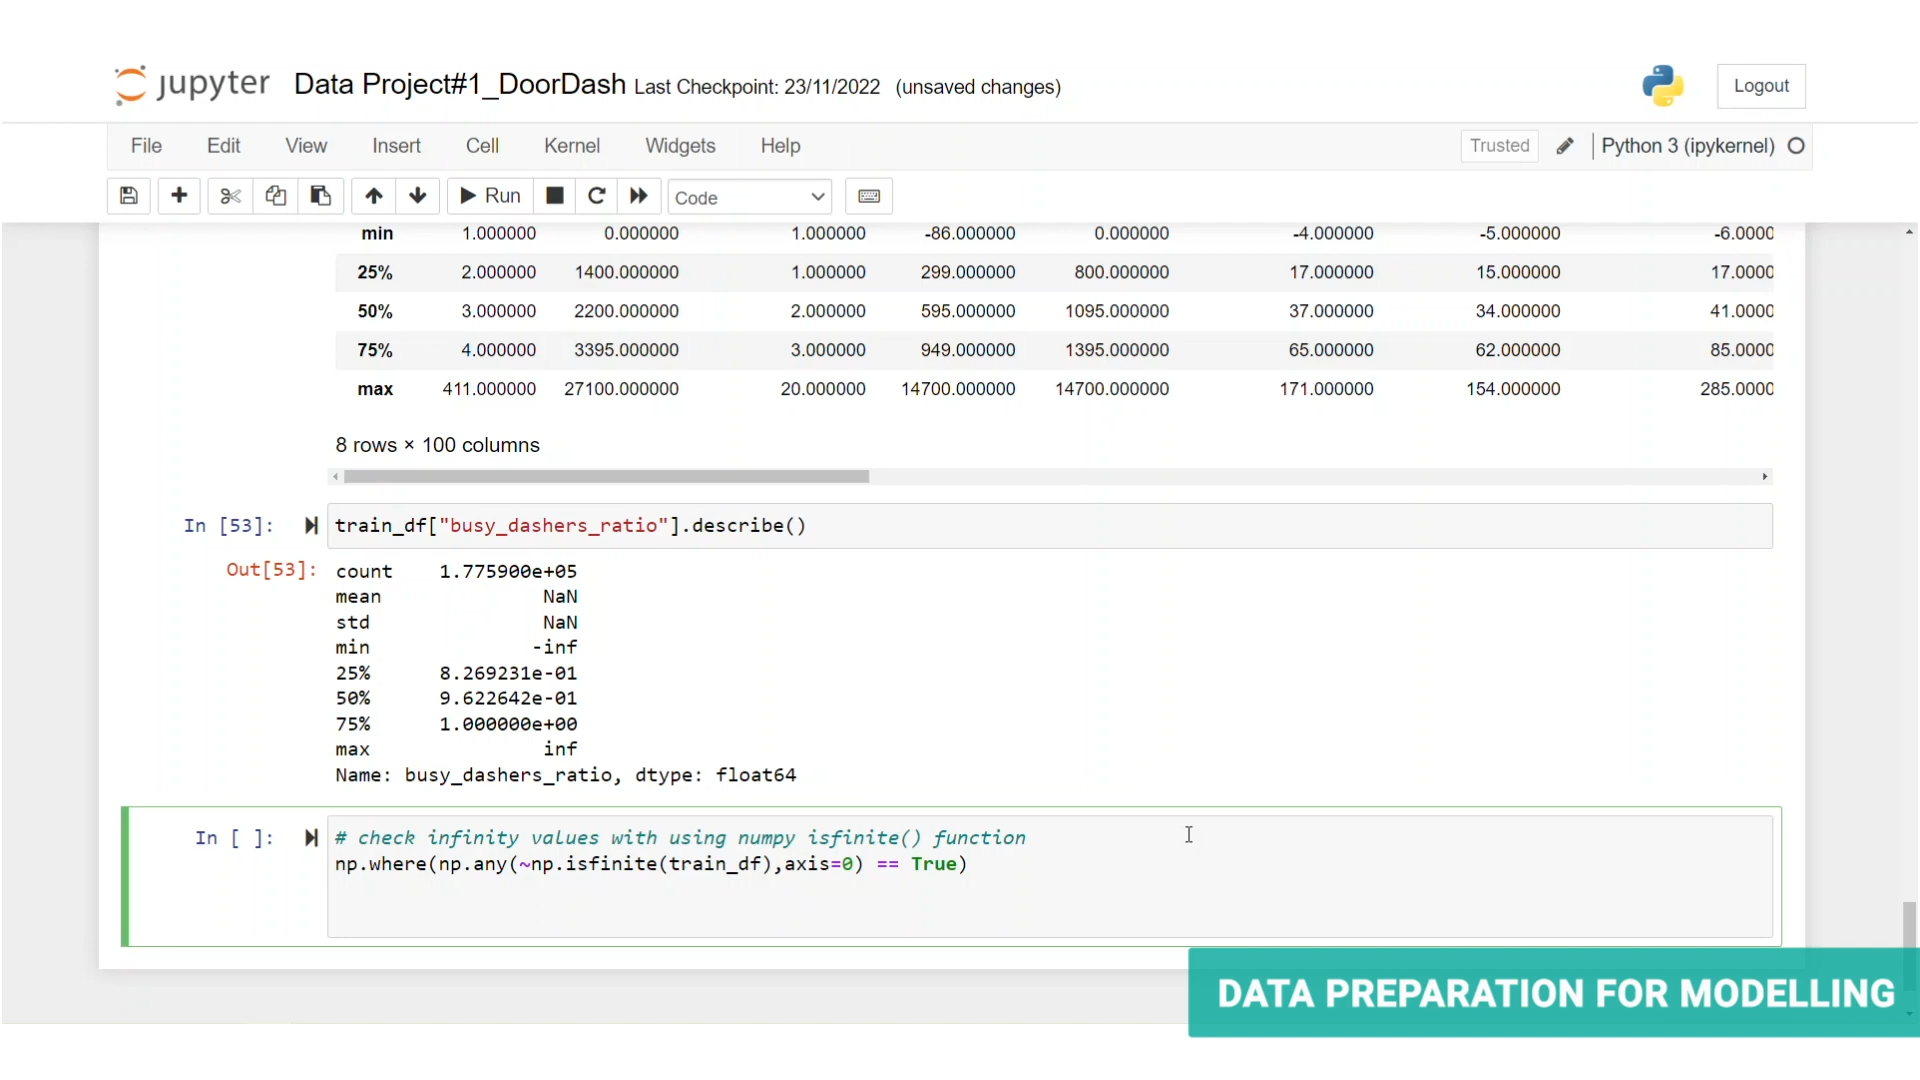 jupyter Data Project#1_DoorDash Last Checkpoint: 23/11/2022 (unsaved changes) Logout
File Edit View Insert Cell Kernel Widgets Help Trusted Python 3 (ipykernel)
Run Code
min 1.000000 0.000000 1.000000 -86.000000 0.000000 -4.000000 -5.000000 -6.0000
25% 2.000000 1400.000000 1.000000 299.000000 800.000000 17.000000 15.000000 17.0000
50% 3.000000 2200.000000 2.000000 595.000000 1095.000000 37.000000 34.000000 41.0000
75% 4.000000 3395.000000 3.000000 949.000000 1395.000000 65.000000 62.000000 85.0000
max 411.000000 27100.000000 20.000000 14700.000000 14700.000000 171.000000 154.000000 285.0000
8 rows × 100 columns
In [53]: train_df["busy_dashers_ratio"].describe()
Out[53]: count 1.775900e+05
mean NaN
std NaN
min -inf
25% 8.269231e-01
50% 9.622642e-01
75% 1.000000e+00
max inf
Name: busy_dashers_ratio, dtype: float64
In [ ]: # check infinity values with using numpy isfinite() function
np.where(np.any(~np.isfinite(train_df),axis=0) == True)
DATA PREPARATION FOR MODELLING